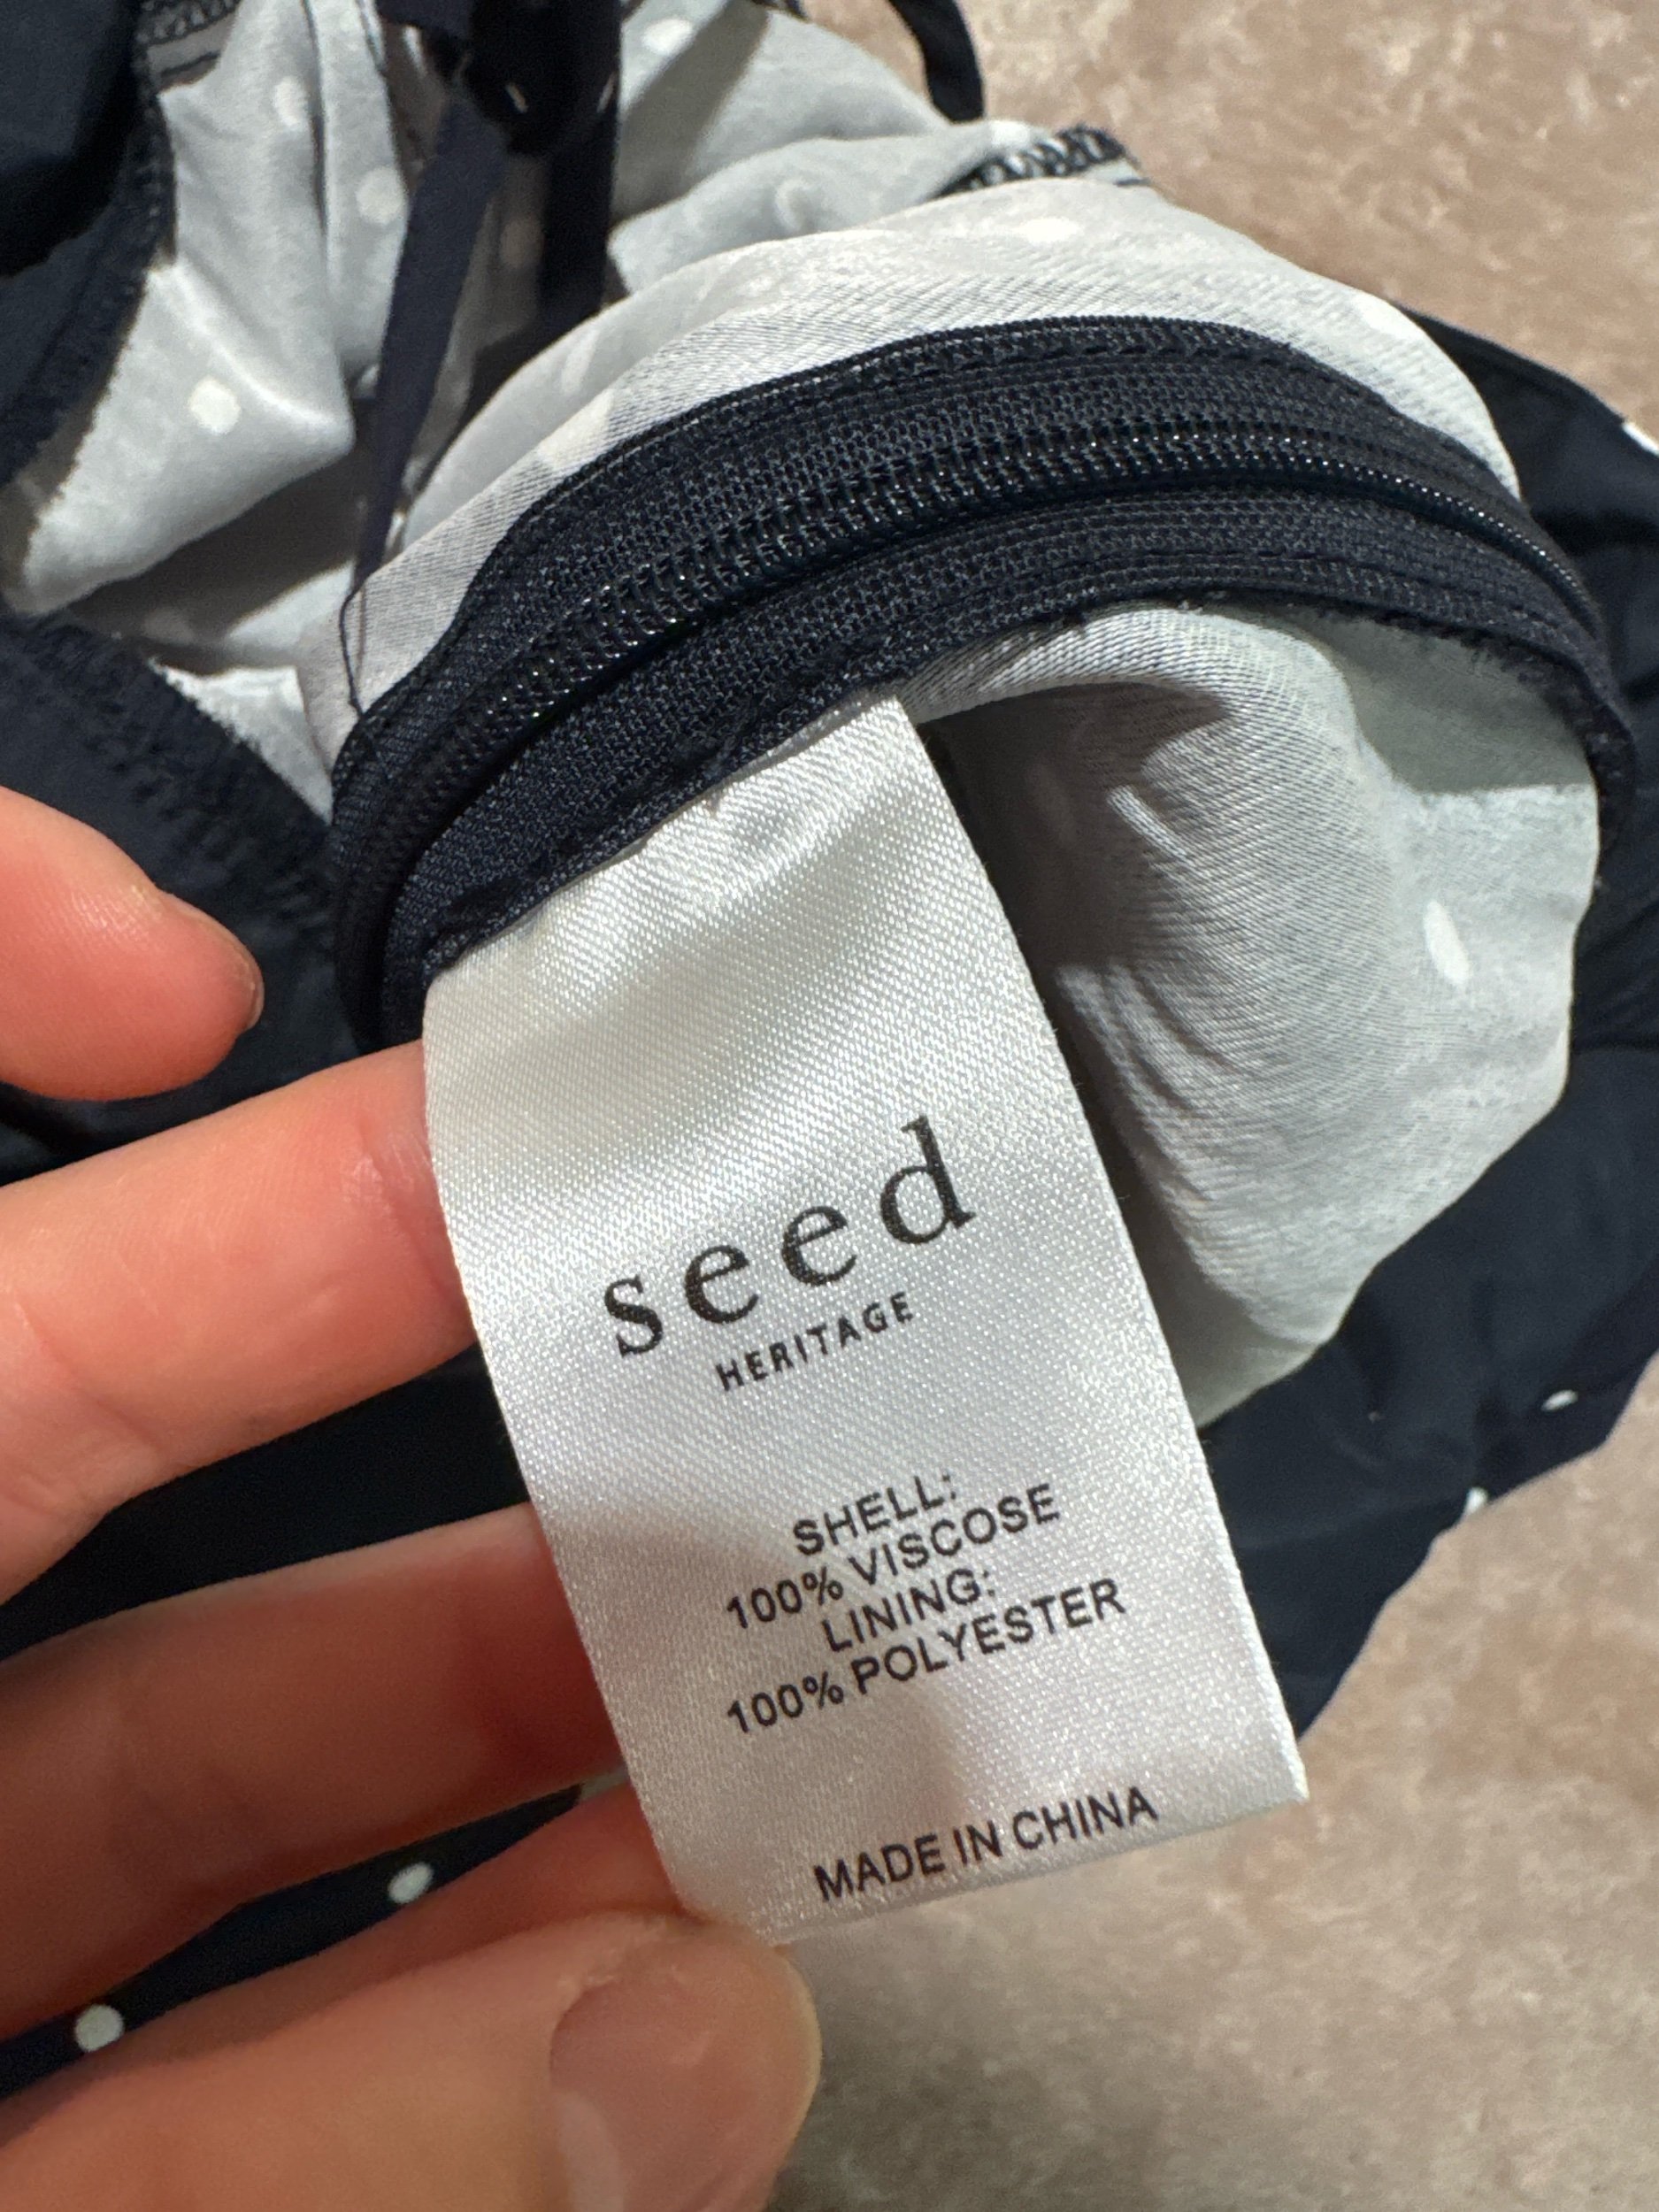 seed
HERITAGE
SHELL:
100% VISCOSE
LINING:
100% POLYESTER
MADE IN CHINA